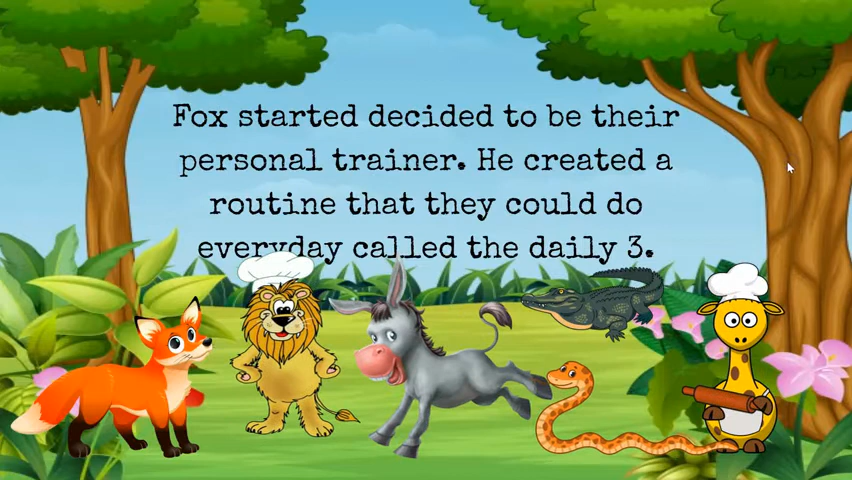 Fox started decided to be their
personal trainer. He created a
routine that they could do
everyday called the daily 3.